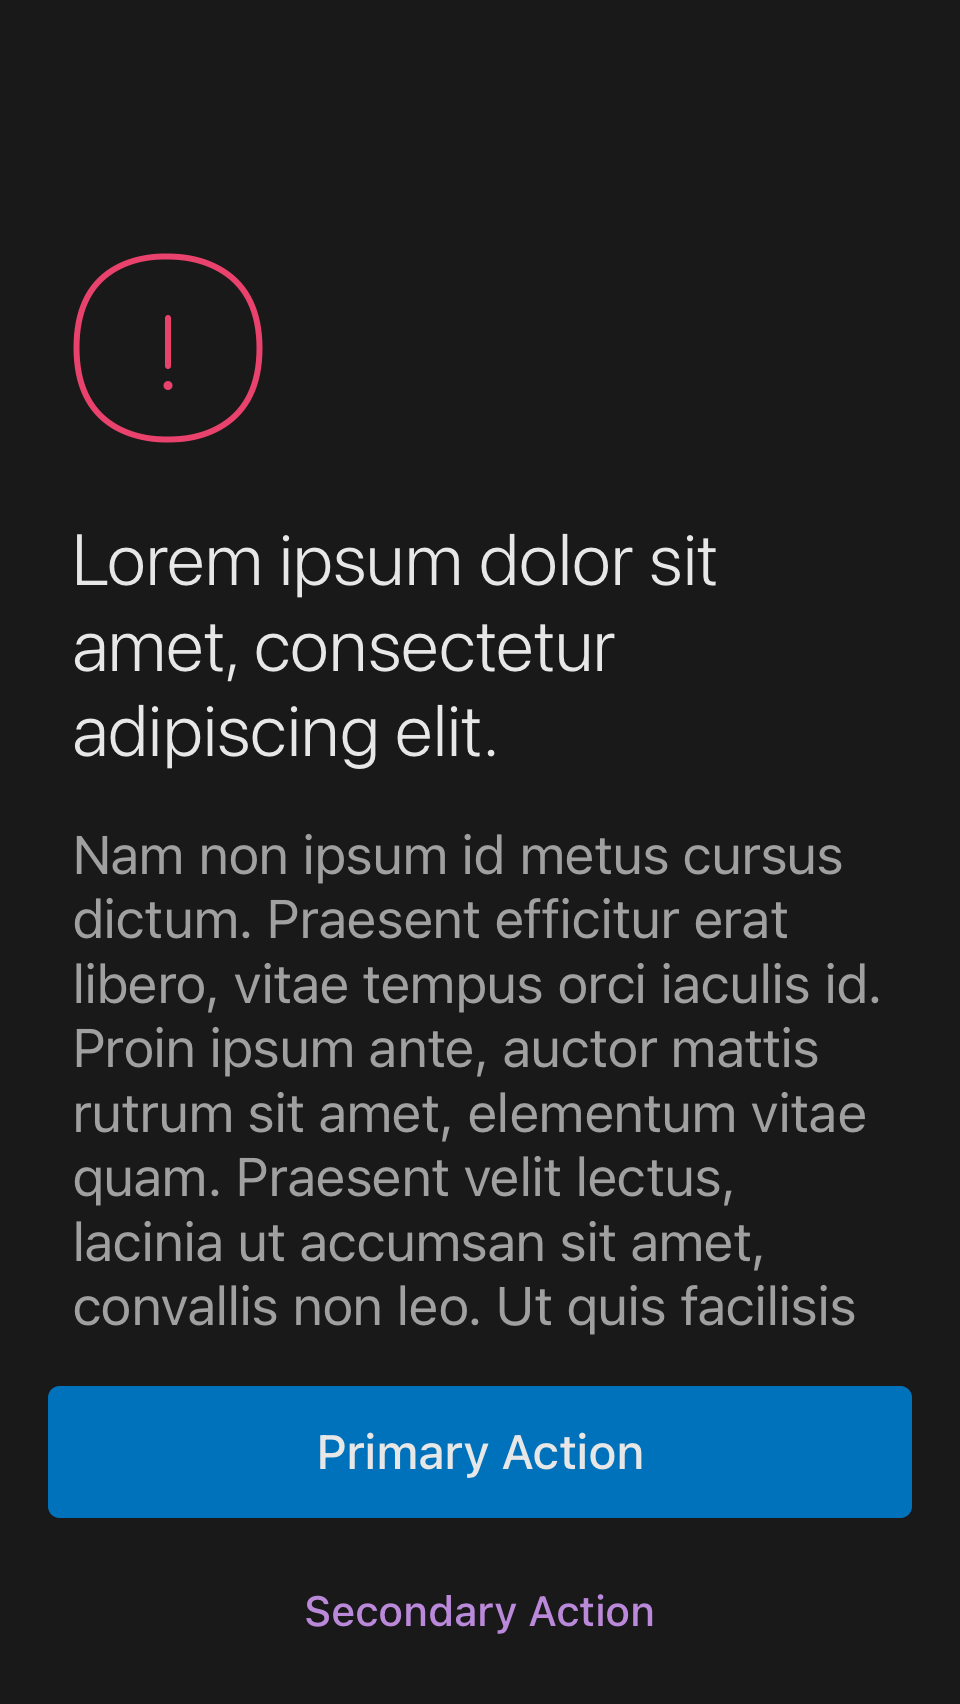 Lorem ipsum dolor sit
amet, consectetur
adipiscing elit.
Nam non ipsum id metus cursus
dictum. Praesent efficitur erat
libero, vitae tempus orci iaculis id.
Proin ipsum ante, auctor mattis
rutrum sit amet, elementum vitae
quam. Praesent velit lectus,
lacinia ut accumsan sit amet,
convallis non leo. Ut quis facilisis
Primary Action
Secondary Action